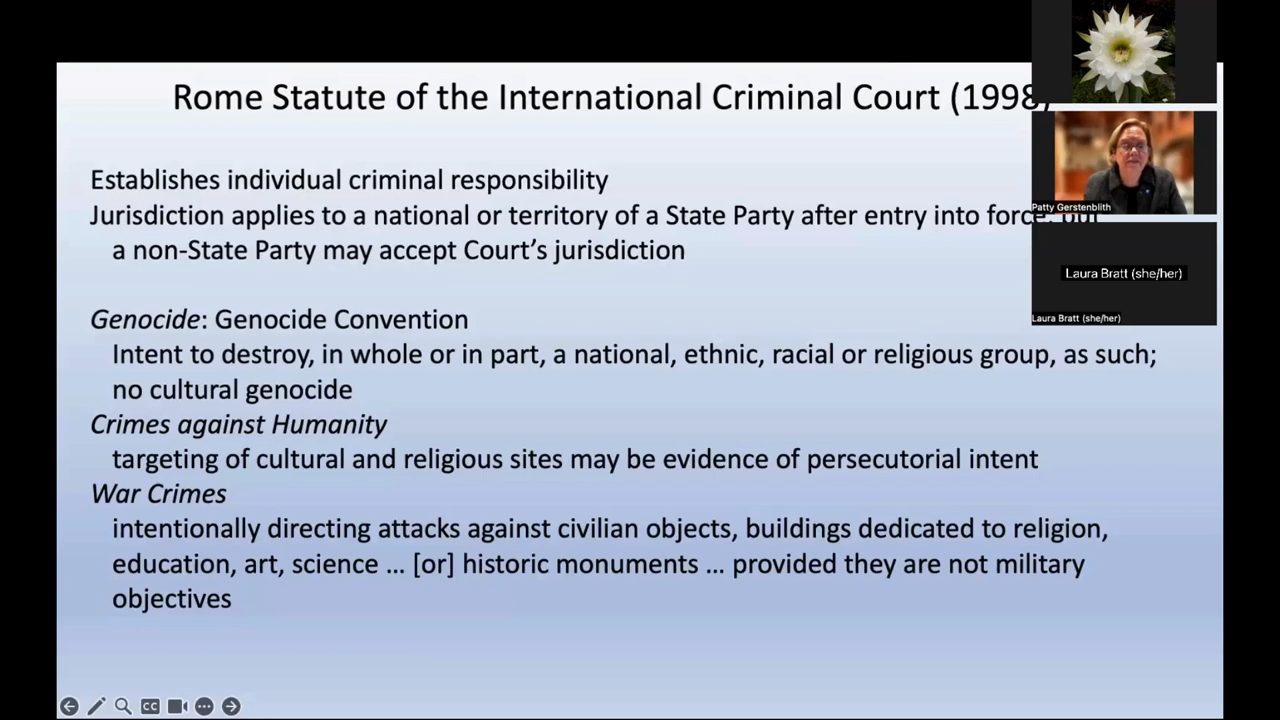 Rome Statute of the International Criminal Court (1998)
Establishes individual criminal responsibility
Jurisdiction applies to a national or territory of a State Party after entry into force; but
a non-State Party may accept Court's jurisdiction
Genocide: Genocide Convention
Intent to destroy, in whole or in part, a national, ethnic, racial or religious group, as such;
no cultural genocide
Crimes against Humanity
targeting of cultural and religious sites may be evidence of persecutorial intent
War Crimes
intentionally directing attacks against civilian objects, buildings dedicated to religion,
education, art, science ... [or] historic monuments ... provided they are not military
objectives
Patty Gerstenblith
Laura Bratt (she/her)
Laura Bratt (she/her)
CC